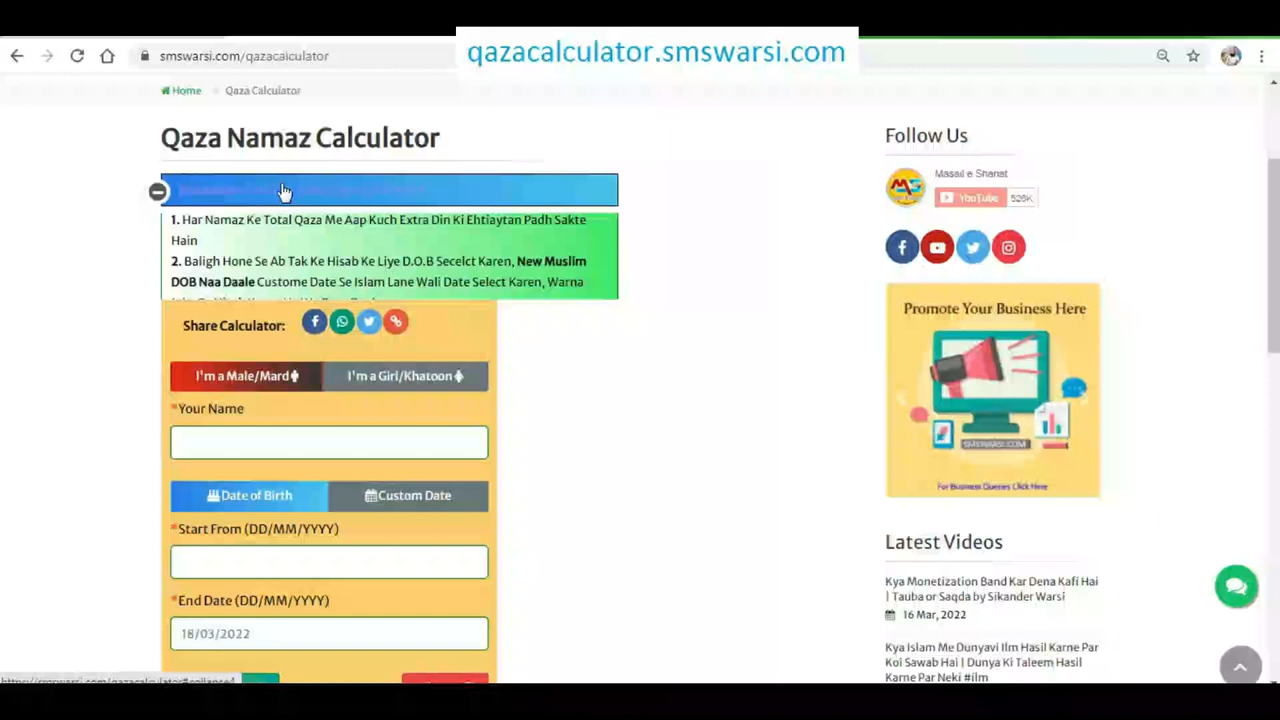 qazacalculator.smswarsi.com
smswarsi.com/qazacalculator
Home
Qaza Calculator
Qaza Namaz Calculator
1. Har Namaz Ke Total Qaza Me Aap Kuch Extra Din Ki Ehtiaytan Padh Sakte
Hain
2. Baligh Hone Se Ab Tak Ke Hisab Ke Liye D.O.B Secelct Karen, New Muslim
DOB Naa Daale Custome Date Se Islam Lane Wali Date Select Karen, Warna
Share Calculator:
I'm a Male/Mard
I'm a Girl/Khatoon
*Your Name
Date of Birth
Custom Date
*Start From (DD/MM/YYYY)
*End Date (DD/MM/YYYY)
18/03/2022
https://smswarsi.com/qazacalculator#collapse1
Follow Us
Masail e Shariat
YouTube
526K
Promote Your Business Here
SMSWARSI.COM
For Business Queries Click Here
Latest Videos
Kya Monetization Band Kar Dena Kafi Hai
| Tauba or Saqda by Sikander Warsi
16 Mar, 2022
Kya Islam Me Dunyavi Ilm Hasil Karne Par
Koi Sawab Hai | Dunya Ki Taleem Hasil
Karne Par Neki #ilm